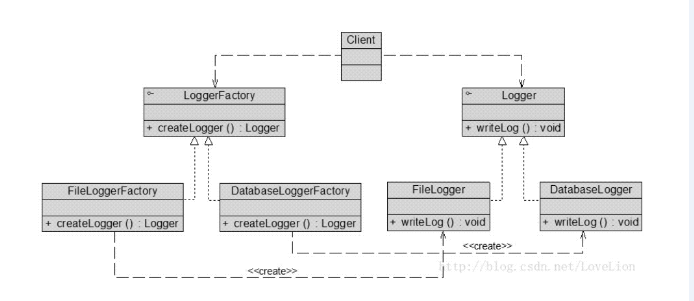 Client
LoggerFactory
+ createLogger () : Logger
Logger
+ writeLog () : void
FileLoggerFactory
+ createLogger () : Logger
DatabaseLoggerFactory
+ createLogger () : Logger
FileLogger
+ writeLog () : void
DatabaseLogger
+ writeLog () : void
<<create>>
<<create>>
http://blog.csdn.net/LoveLion